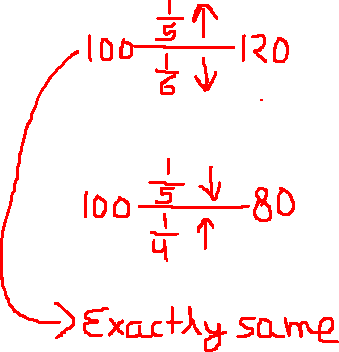 100 1/5 ↑ 120
1/6 ↓
100 1/5 ↓ 80
1/4 ↑
Exactly same